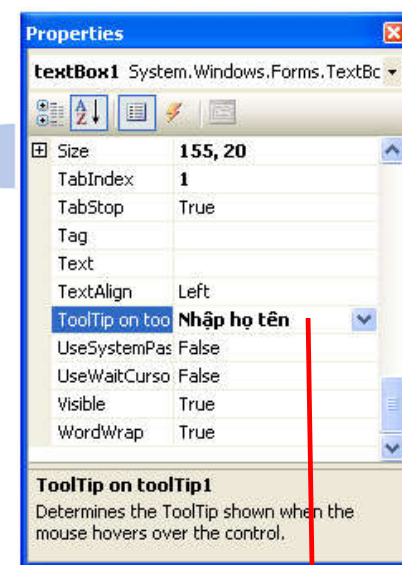 Properties
textBox1 System.Windows.Forms.TextBo
Size 155, 20
TabIndex 1
TabStop True
Tag
Text
TextAlign Left
ToolTip on too Nhập họ tên
UseSystemPas False
UseWaitCurso False
Visible True
WordWrap True
ToolTip on toolTip1
Determines the ToolTip shown when the
mouse hovers over the control.